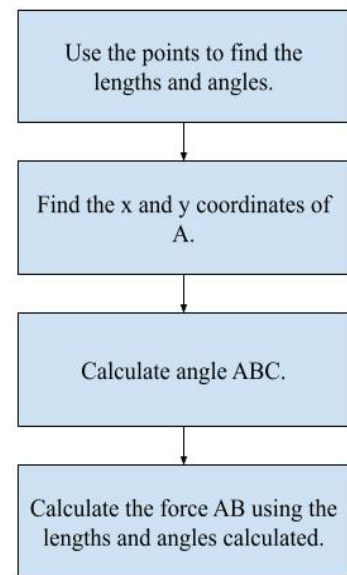 Use the points to find the
lengths and angles.
Find the x and y coordinates of
A.
Calculate angle ABC.
Calculate the force AB using the
lengths and angles calculated.